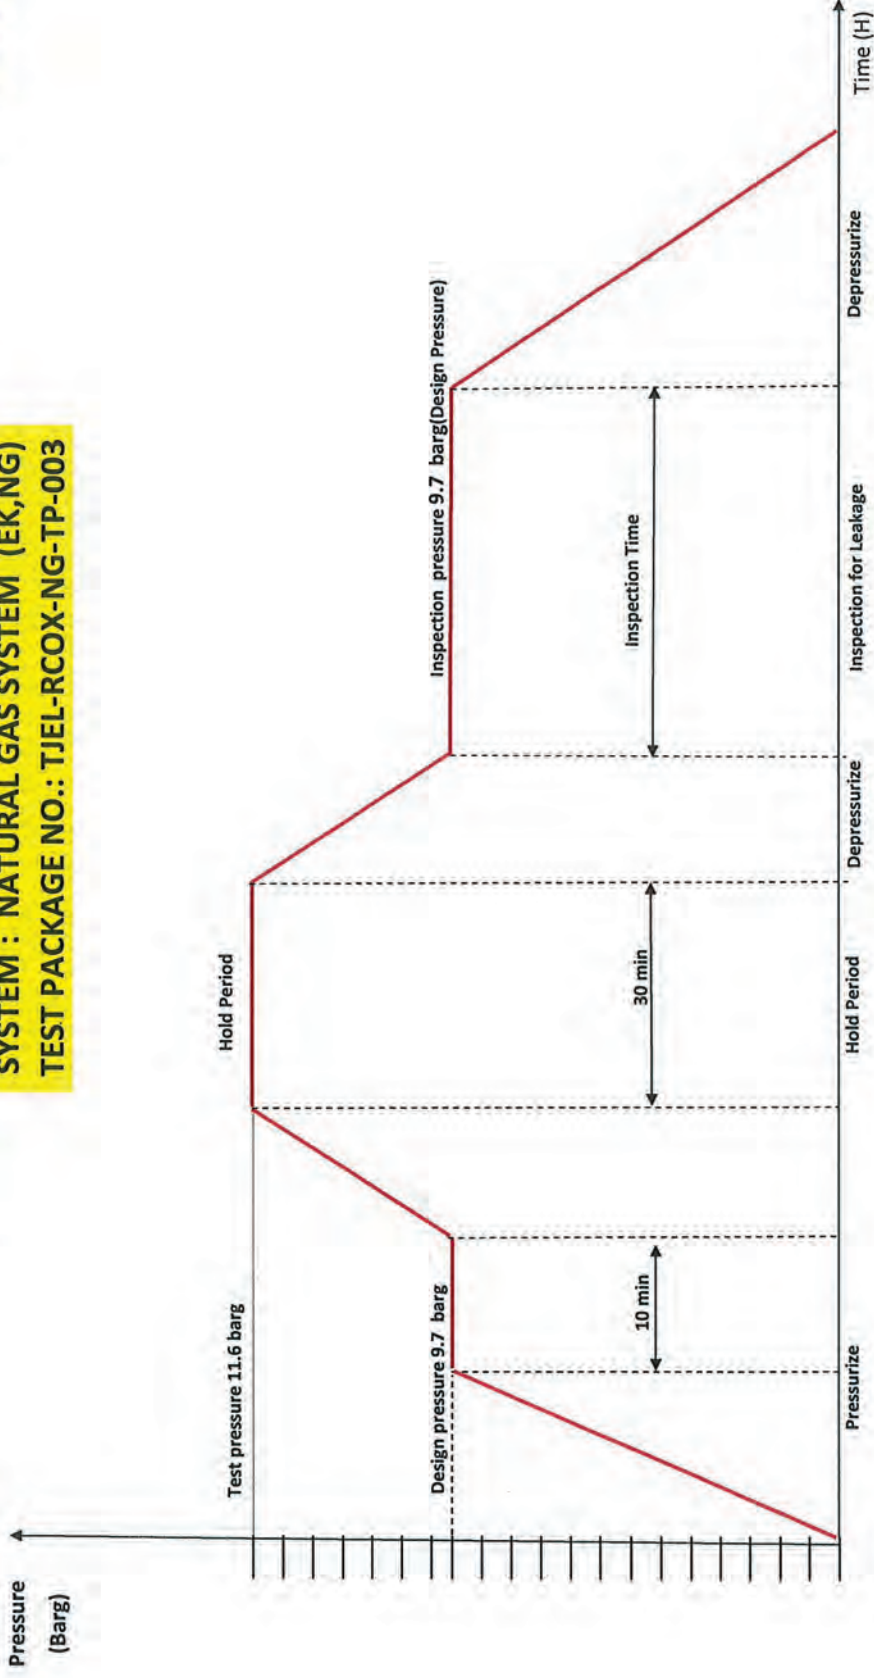 SYSTEM : NATURAL GAS SYSTEM (EK,NG)
TEST PACKAGE NO.: TJEL-RCOX-NG-TP-003
Pressure
(Barg)
Test pressure 11.6 barg
Hold Period
Design pressure 9.7 barg
Inspection pressure 9.7 barg(Design Pressure)
10 min
30 min
Inspection Time
Pressurize
Hold Period
Depressurize
Inspection for Leakage
Depressurize
Time (H)